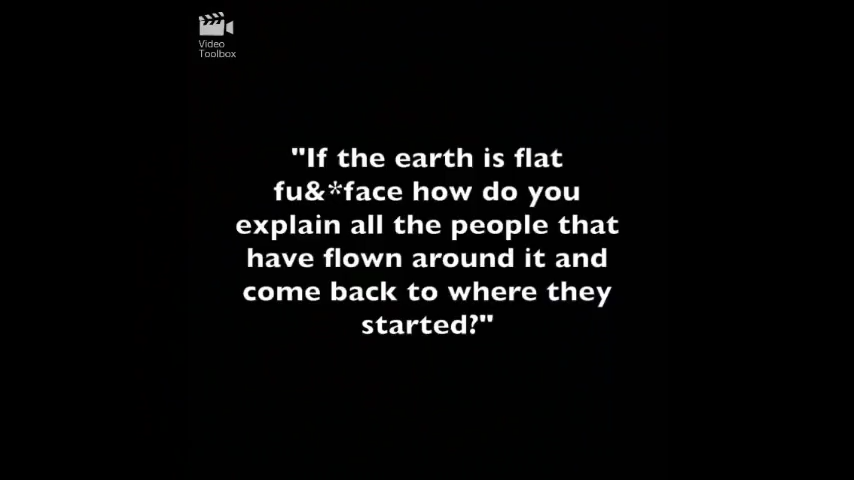 Video
Toolbox
"If the earth is flat
fu&*face how do you
explain all the people that
have flown around it and
come back to where they
started?"